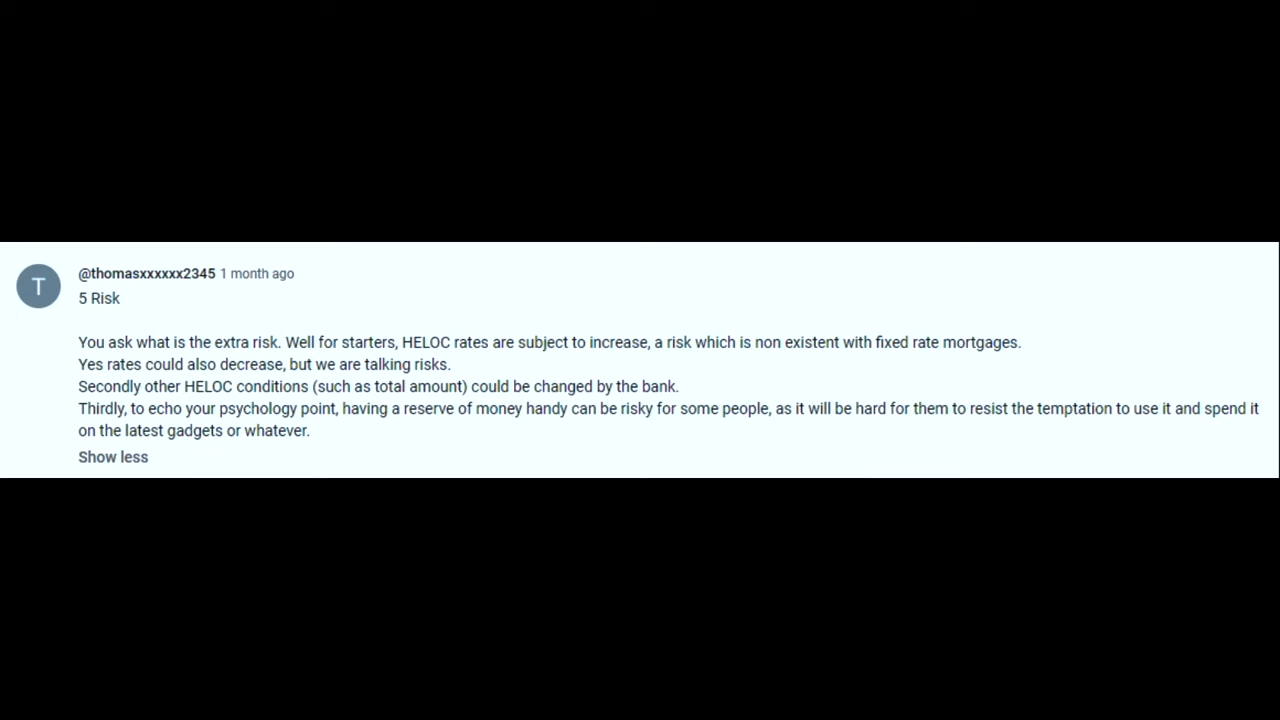 T
@thomasxxxxxx2345 1 month ago
5 Risk
You ask what is the extra risk. Well for starters, HELOC rates are subject to increase, a risk which is non existent with fixed rate mortgages.
Yes rates could also decrease, but we are talking risks.
Secondly other HELOC conditions (such as total amount) could be changed by the bank.
Thirdly, to echo your psychology point, having a reserve of money handy can be risky for some people, as it will be hard for them to resist the temptation to use it and spend it
on the latest gadgets or whatever.
Show less